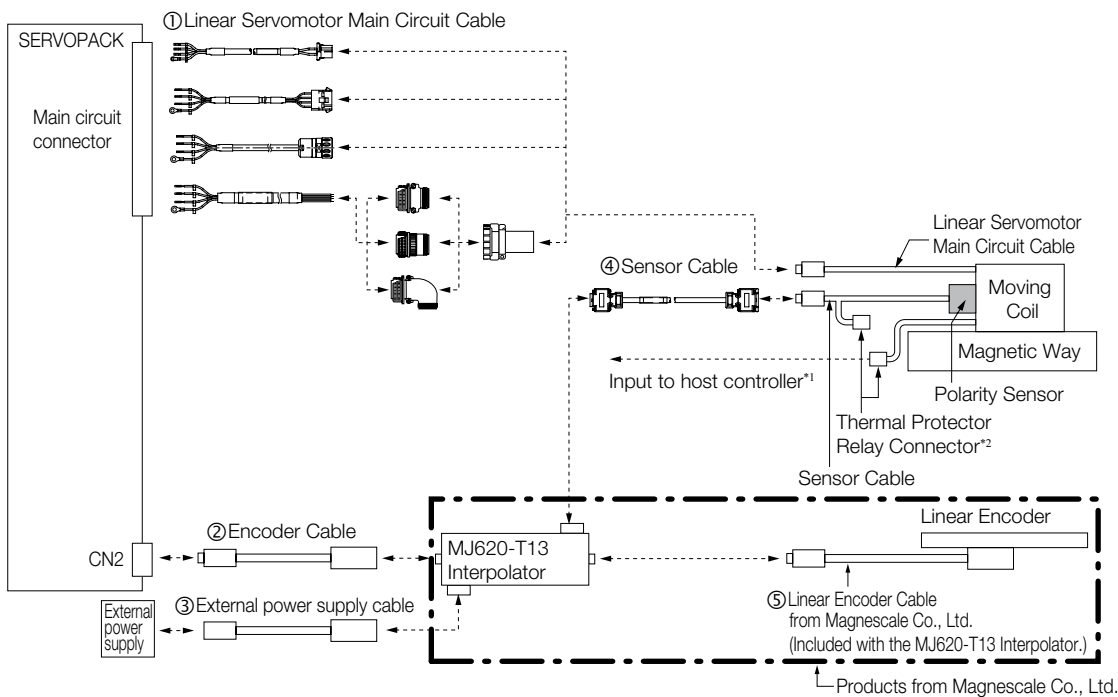 ①Linear Servomotor Main Circuit Cable
SERVOPACK
Main circuit
connector
Linear Servomotor
Main Circuit Cable
④Sensor Cable
Moving
Coil
Magnetic Way
Input to host controller*1
Polarity Sensor
Thermal Protector
Relay Connector*2
Sensor Cable
②Encoder Cable
CN2
MJ620-T13
Interpolator
Linear Encoder
③External power supply cable
External
power
supply
⑤Linear Encoder Cable
from Magnescale Co., Ltd.
(Included with the MJ620-T13 Interpolator.)
Products from Magnescale Co., Ltd.